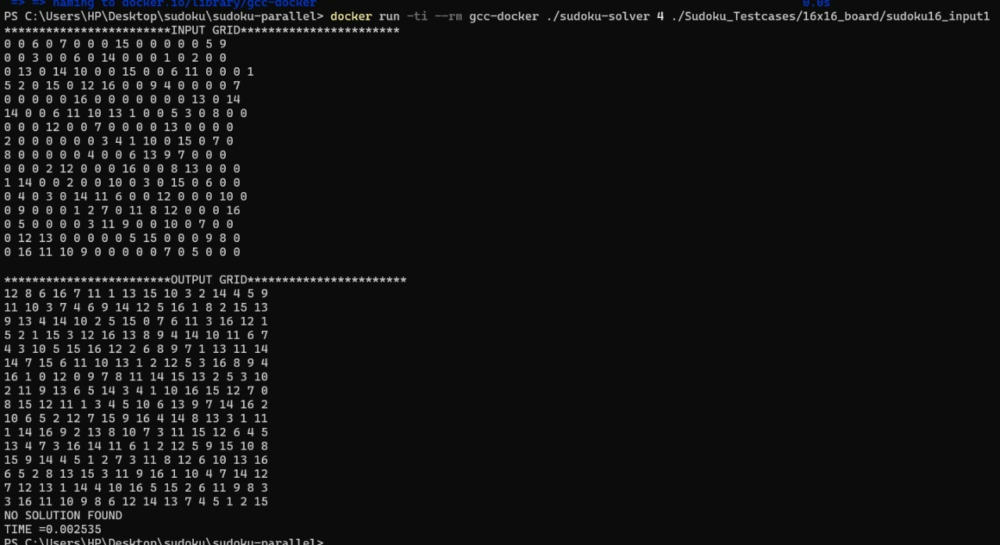 => => naming to docker.io/library/gcc-docker 0.0s
PS C:\Users\HP\Desktop\sudoku\sudoku-parallel> docker run -ti --rm gcc-docker ./sudoku-solver 4 ./Sudoku_Testcases/16x16_board/sudoku16_input1
************************INPUT GRID***********************
0 0 6 0 7 0 0 0 15 0 0 0 0 0 5 9
0 0 3 0 0 6 0 14 0 0 0 1 0 2 0 0
0 13 0 14 10 0 0 15 0 0 6 11 0 0 0 1
5 2 0 15 0 12 16 0 0 9 4 0 0 0 0 7
0 0 0 0 0 16 0 0 0 0 0 0 0 13 0 14
14 0 0 6 11 10 13 1 0 0 5 3 0 8 0 0
0 0 0 12 0 0 7 0 0 0 0 13 0 0 0 0
2 0 0 0 0 0 0 3 4 1 10 0 15 0 7 0
8 0 0 0 0 0 4 0 0 6 13 9 7 0 0 0
0 0 0 2 12 0 0 0 16 0 0 8 13 0 0 0
1 14 0 0 2 0 0 10 0 3 0 15 0 6 0 0
0 4 0 3 0 14 11 6 0 0 12 0 0 0 10 0
0 9 0 0 0 1 2 7 0 11 8 12 0 0 0 16
0 5 0 0 0 0 3 11 9 0 0 10 0 7 0 0
0 12 13 0 0 0 0 0 5 15 0 0 0 9 8 0
0 16 11 10 9 0 0 0 0 0 7 0 5 0 0 0
************************OUTPUT GRID***********************
12 8 6 16 7 11 1 13 15 10 3 2 14 4 5 9
11 10 3 7 4 6 9 14 12 5 16 1 8 2 15 13
9 13 4 14 10 2 5 15 0 7 6 11 3 16 12 1
5 2 1 15 3 12 16 13 8 9 4 14 10 11 6 7
4 3 10 5 15 16 12 2 6 8 9 7 1 13 11 14
14 7 15 6 11 10 13 1 2 12 5 3 16 8 9 4
16 1 0 12 0 9 7 8 11 14 15 13 2 5 3 10
2 11 9 13 6 5 14 3 4 1 10 16 15 12 7 0
8 15 12 11 1 3 4 5 10 6 13 9 7 14 16 2
10 6 5 2 12 7 15 9 16 4 14 8 13 3 1 11
1 14 16 9 2 13 8 10 7 3 11 15 12 6 4 5
13 4 7 3 16 14 11 6 1 2 12 5 9 15 10 8
15 9 14 4 5 1 2 7 3 11 8 12 6 10 13 16
6 5 2 8 13 15 3 11 9 16 1 10 4 7 14 12
7 12 13 1 14 4 10 16 5 15 2 6 11 9 8 3
3 16 11 10 9 8 6 12 14 13 7 4 5 1 2 15
NO SOLUTION FOUND
TIME =0.002535
PS C:\Users\HP\Desktop\sudoku\sudoku-parallel>